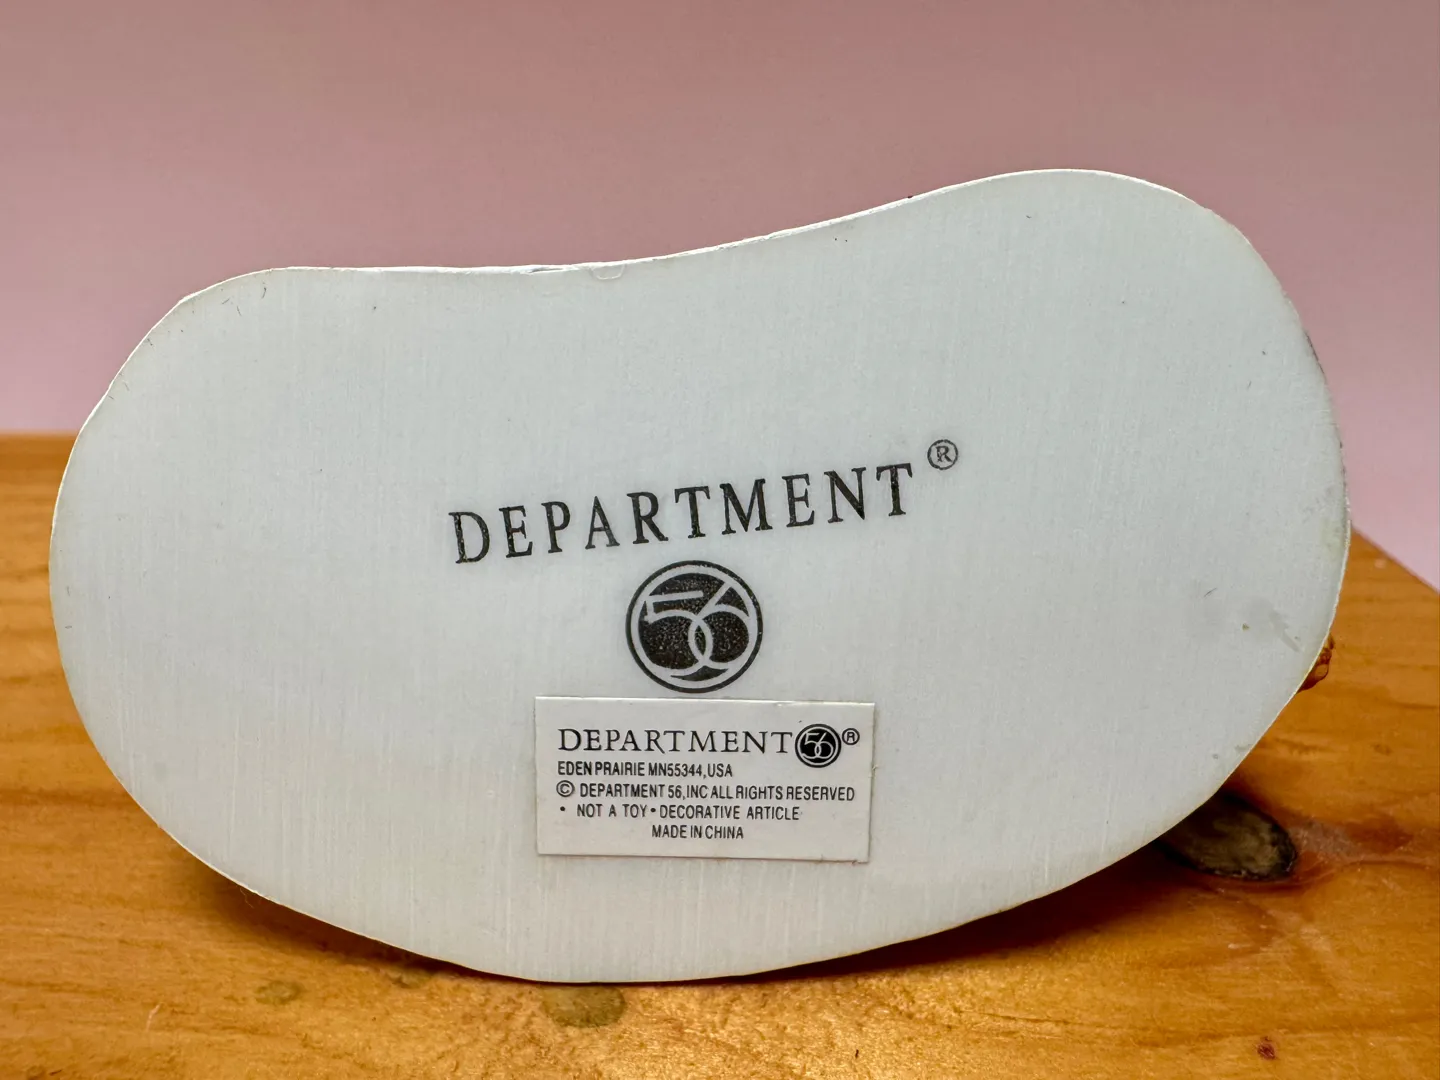 DEPARTMENT®
56
DEPARTMENT 56®
EDEN PRAIRIE MN55344,USA
© DEPARTMENT 56,INC ALL RIGHTS RESERVED
• NOT A TOY • DECORATIVE ARTICLE
MADE IN CHINA